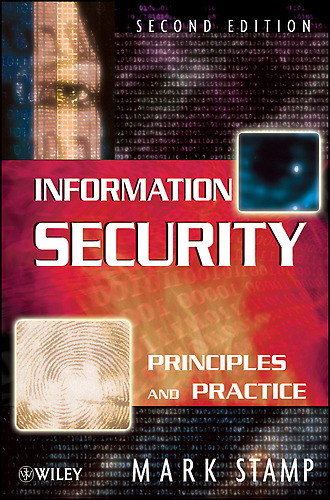 SECOND EDITION
INFORMATION
SECURITY
PRINCIPLES
AND PRACTICE
WILEY
MARK STAMP